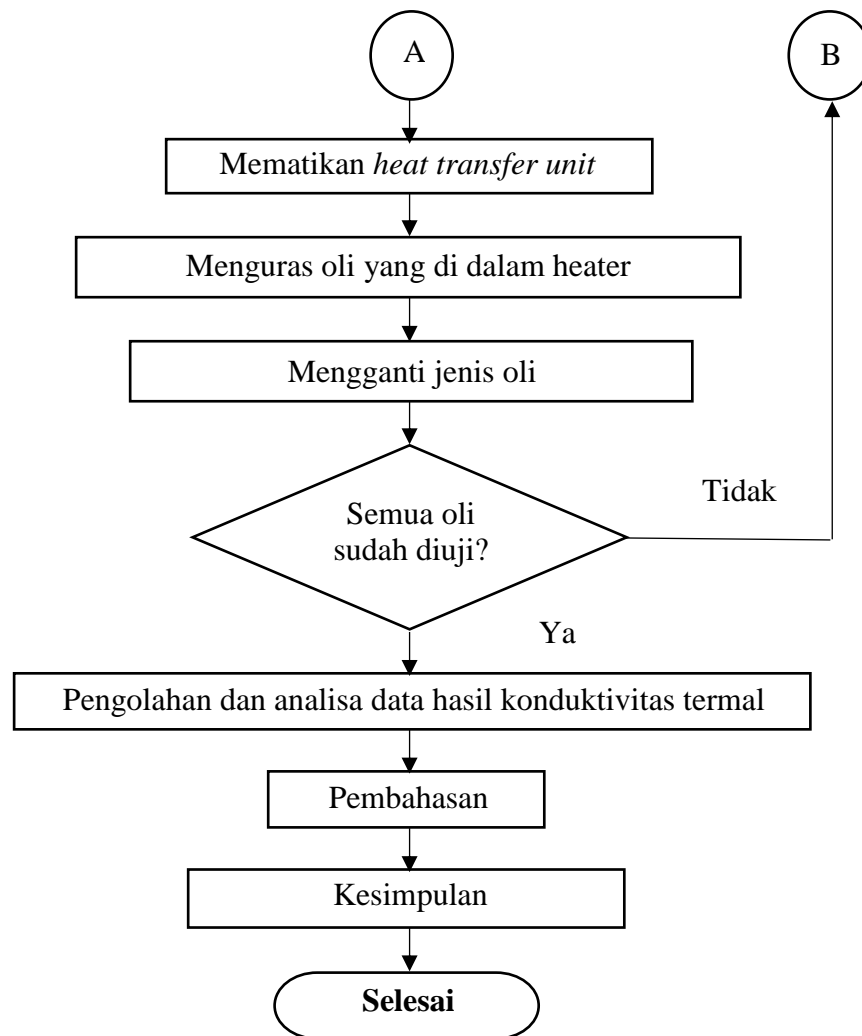 A
B
Mematikan heat transfer unit
Menguras oli yang di dalam heater
Mengganti jenis oli
Tidak
Semua oli
sudah diuji?
Ya
Pengolahan dan analisa data hasil konduktivitas termal
Pembahasan
Kesimpulan
Selesai